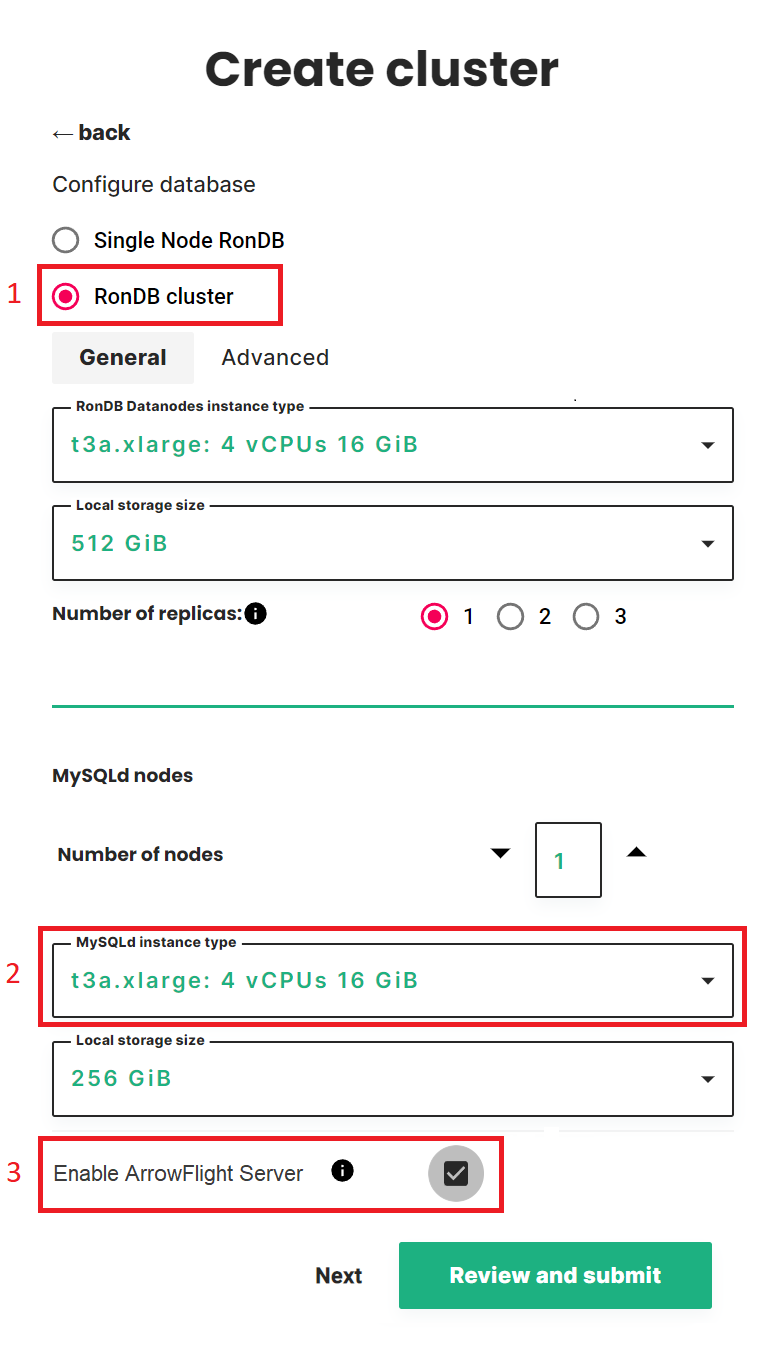 Create cluster
← back
Configure database
Single Node RonDB
1 RonDB cluster
General Advanced
RonDB Datanodes instance type
t3a.xlarge: 4 vCPUs 16 GiB
Local storage size
512 GiB
Number of replicas: 1 2 3
MySQLd nodes
Number of nodes 1
MySQLd instance type
2 t3a.xlarge: 4 vCPUs 16 GiB
Local storage size
256 GiB
3 Enable ArrowFlight Server
Next Review and submit